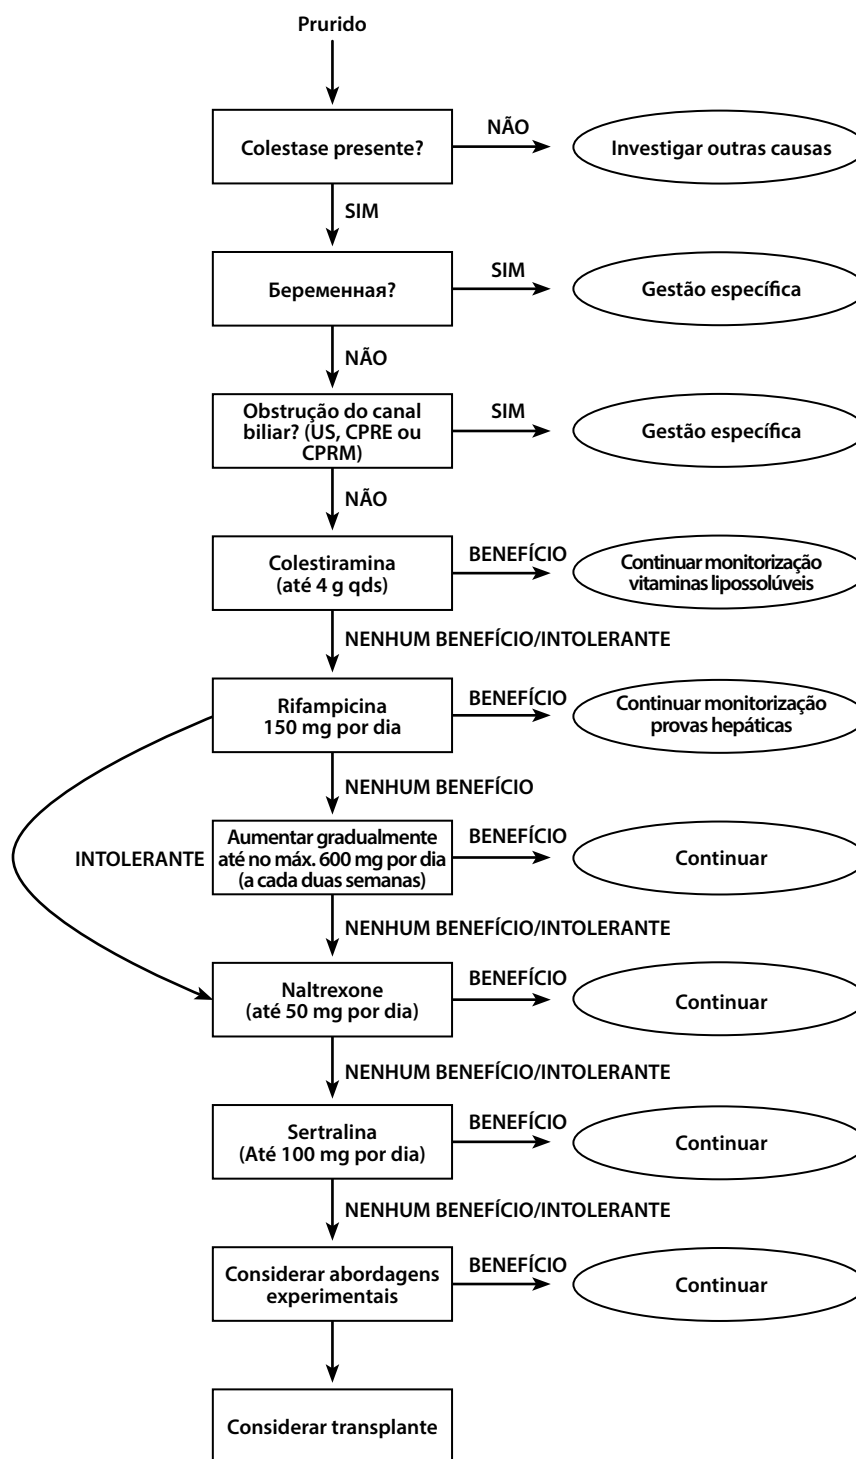 Prurido
Colestase presente?
NÃO
Investigar outras causas
SIM
Беременная?
SIM
Gestão específica
NÃO
Obstrução do canal
biliar? (US, CPRE ou
CPRM)
SIM
Gestão específica
NÃO
Colestiramina
(até 4 g qds)
BENEFÍCIO
Continuar monitorização
vitaminas lipossolúveis
NENHUM BENEFÍCIO/INTOLERANTE
Rifampicina
150 mg por dia
BENEFÍCIO
Continuar monitorização
provas hepáticas
NENHUM BENEFÍCIO
INTOLERANTE
Aumentar gradualmente
até no máx. 600 mg por dia
(a cada duas semanas)
BENEFÍCIO
Continuar
NENHUM BENEFÍCIO/INTOLERANTE
Naltrexone
(até 50 mg por dia)
BENEFÍCIO
Continuar
NENHUM BENEFÍCIO/INTOLERANTE
Sertralina
(Até 100 mg por dia)
BENEFÍCIO
Continuar
NENHUM BENEFÍCIO/INTOLERANTE
Considerar abordagens
experimentais
BENEFÍCIO
Continuar
Considerar transplante